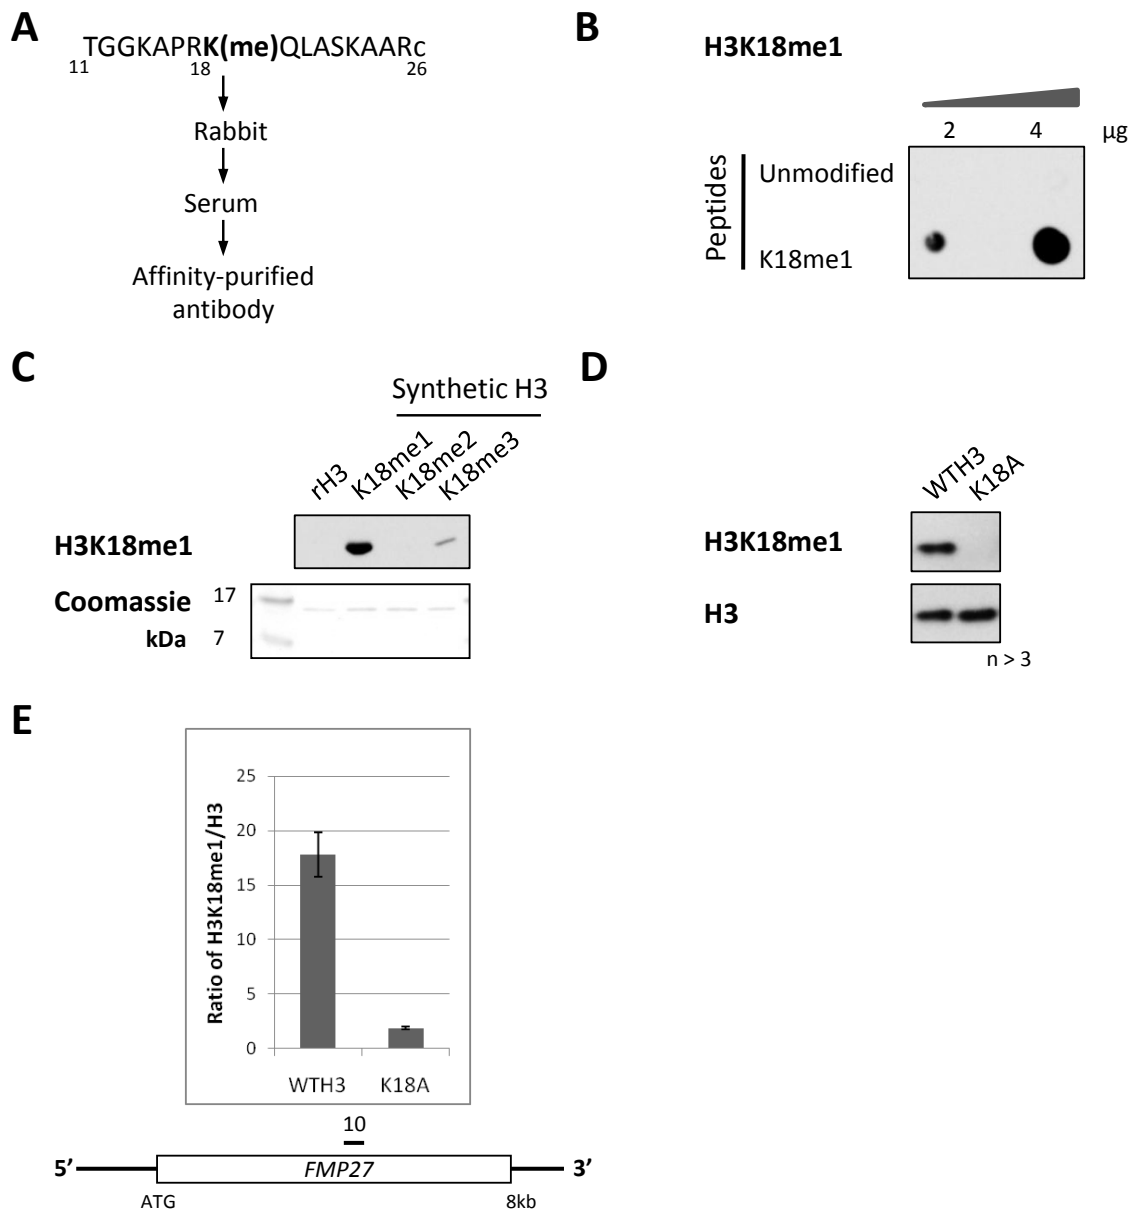 A
TGGKAPRK(me)QLASKAARc
11 18 26
Rabbit
Serum
Affinity-purified
antibody
B
H3K18me1
2 4 µg
Peptides
Unmodified
K18me1
C
Synthetic H3
rH3 K18me1 K18me2 K18me3
H3K18me1
Coomassie 17
kDa 7
D
WTH3 K18A
H3K18me1
H3
n > 3
E
Ratio of H3K18me1/H3
25
20
15
10
5
0
WTH3 K18A
10
5’ FMP27 3’
ATG 8kb